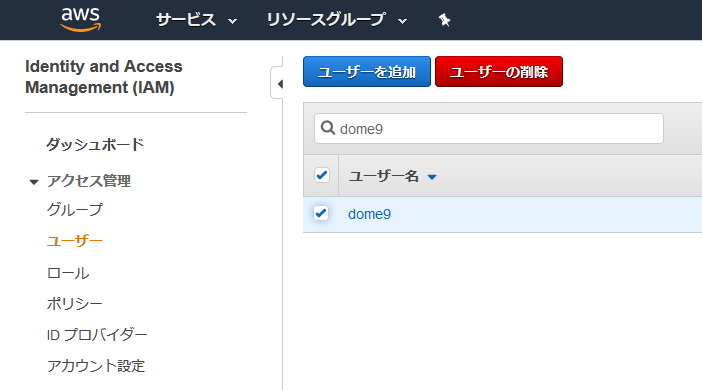 aws サービス リソースグループ
Identity and Access
Management (IAM)
ダッシュボード
アクセス管理
グループ
ユーザー
ロール
ポリシー
ID プロバイダー
アカウント設定
ユーザーを追加 ユーザーの削除
dome9
ユーザー名
dome9